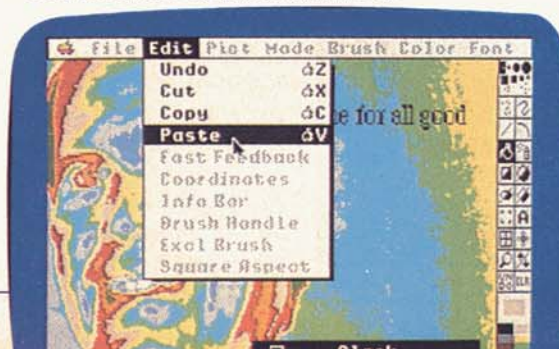 File Edit Pict Mode Brush Color Font
Undo Z
Cut X
Copy C
Paste V
e for all good
Fast Feedback
Coordinates
Info Bar
Brush Handle
Excl Brush
Square Aspect